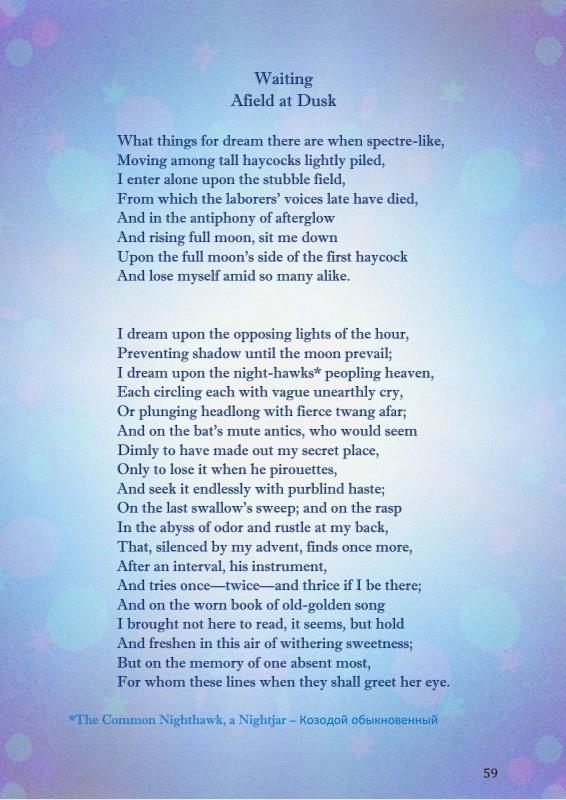 Waiting
Afield at Dusk
What things for dream there are when spectre-like,
Moving among tall haycocks lightly piled,
I enter alone upon the stubble field,
From which the laborers’ voices late have died,
And in the antiphony of afterglow
And rising full moon, sit me down
Upon the full moon’s side of the first haycock
And lose myself amid so many alike.
I dream upon the opposing lights of the hour,
Preventing shadow until the moon prevail;
I dream upon the night-hawks* peopling heaven,
Each circling each with vague unearthly cry,
Or plunging headlong with fierce twang afar;
And on the bat’s mute antics, who would seem
Dimly to have made out my secret place,
Only to lose it when he pirouettes,
And seek it endlessly with purblind haste;
On the last swallow’s sweep; and on the rasp
In the abyss of odor and rustle at my back,
That, silenced by my advent, finds once more,
After an interval, his instrument,
And tries once—twice—and thrice if I be there;
And on the worn book of old-golden song
I brought not here to read, it seems, but hold
And freshen in this air of withering sweetness;
But on the memory of one absent most,
For whom these lines when they shall greet her eye.
*The Common Nighthawk, a Nightjar – Козодой обыкновенный
59